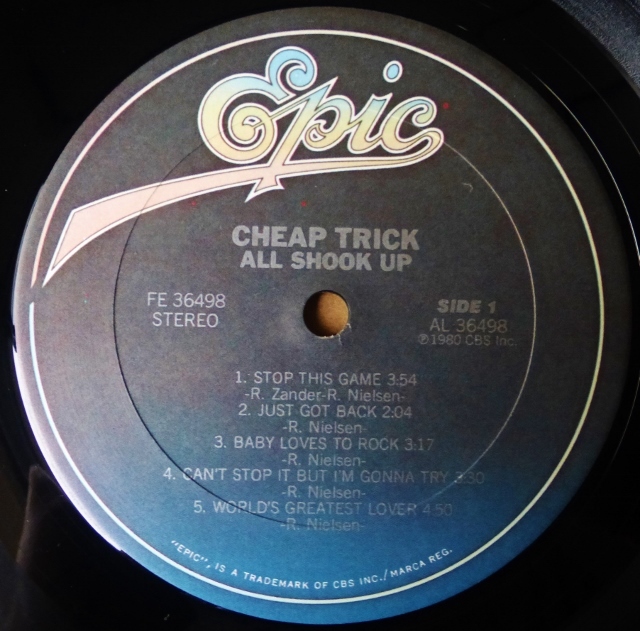 Epic
CHEAP TRICK
ALL SHOOK UP
FE 36498
STEREO
SIDE 1
AL 36498
℗1980 CBS Inc.
1. STOP THIS GAME 3:54
-R. Zander-R. Nielsen-
2. JUST GOT BACK 2:04
-R. Nielsen-
3. BABY LOVES TO ROCK 3:17
-R. Nielsen-
4. CAN'T STOP IT BUT I'M GONNA TRY 3:30
-R. Nielsen-
5. WORLD'S GREATEST LOVER 4:50
-R. Nielsen-
"EPIC", IS A TRADEMARK OF CBS INC./MARCA REG.